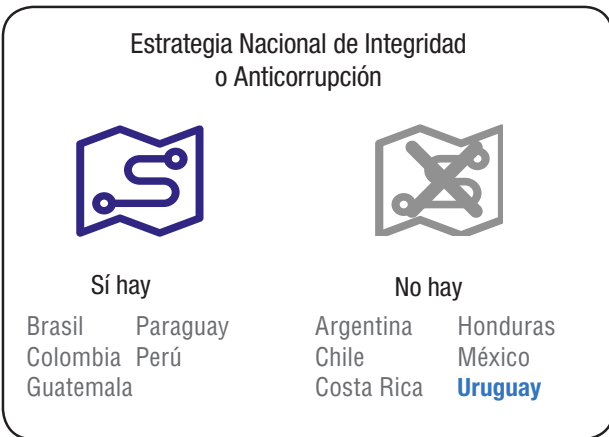 Estrategia Nacional de Integridad
o Anticorrupción
Sí hay
Brasil Paraguay
Colombia Perú
Guatemala
No hay
Argentina Honduras
Chile México
Costa Rica Uruguay